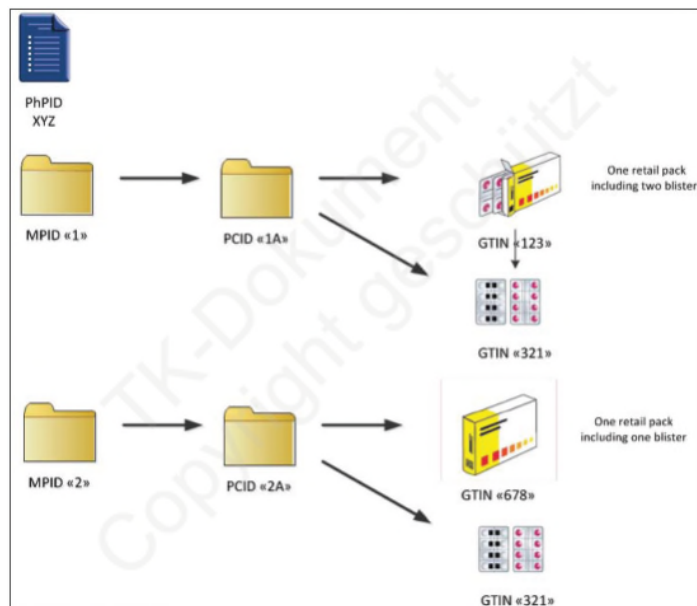 PhPID
XYZ
MPID «1»
PCID «1A»
GTIN «123»
One retail pack
including two blister
GTIN «321»
MPID «2»
PCID «2A»
GTIN «678»
One retail pack
including one blister
GTIN «321»
TK-Dokument
Copyright geschützt